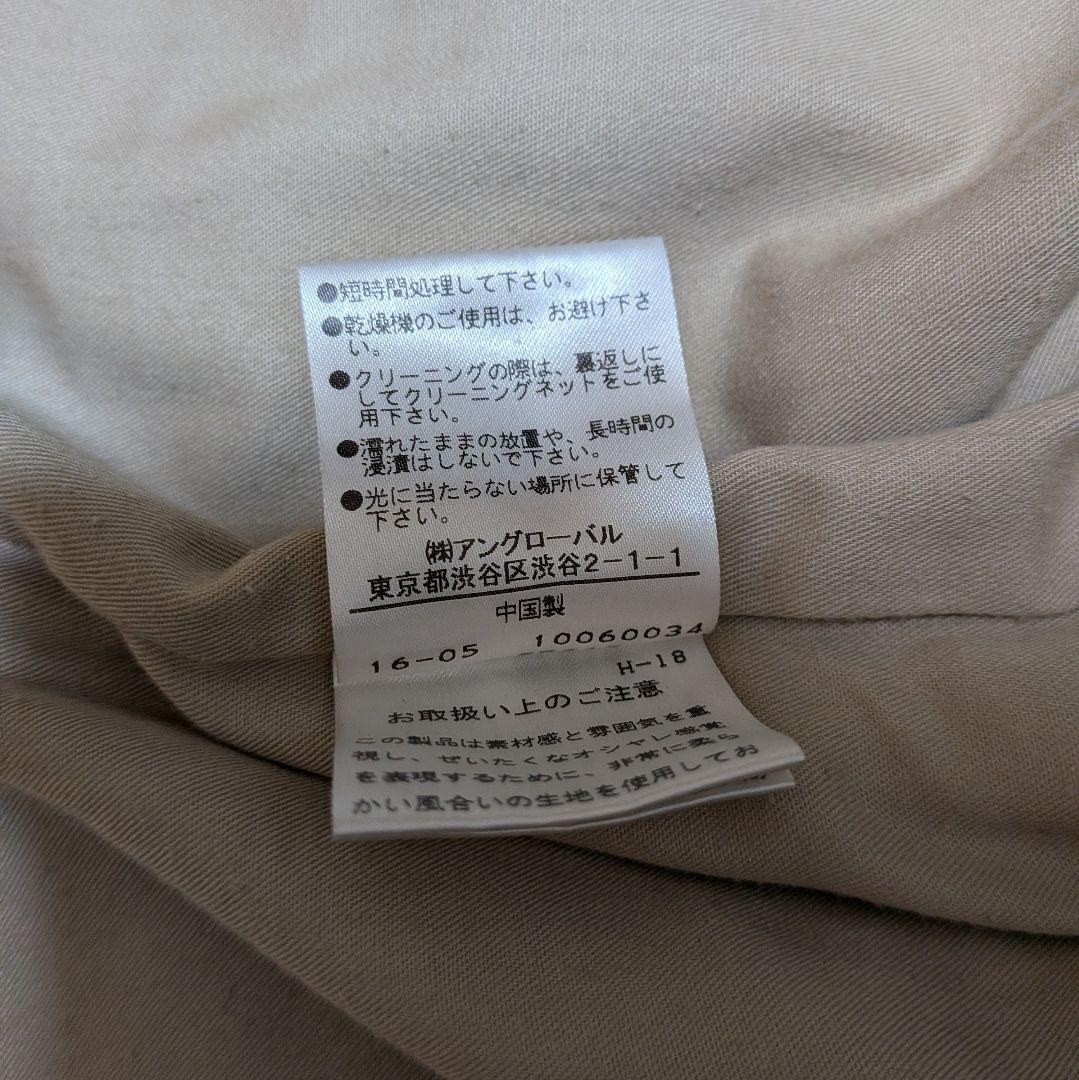 ●短時間処理して下さい。
●乾燥機のご使用は、お避け下さ
い。
●クリーニングの際は、裏返しに
してクリーニングネットをご使
用下さい。
●濡れたままの放置や、長時間の
浸漬はしないで下さい。
●光に当たらない場所に保管して
下さい。
㈱アングローバル
東京都渋谷区渋谷2-1-1
中国製
16-05 10060034
H-18
お取扱い上のご注意
この製品は素材感と雰囲気を重
視し、ぜいたくなオシャレ感覚
を表現するために、非常に柔ら
かい風合いの生地を使用してお